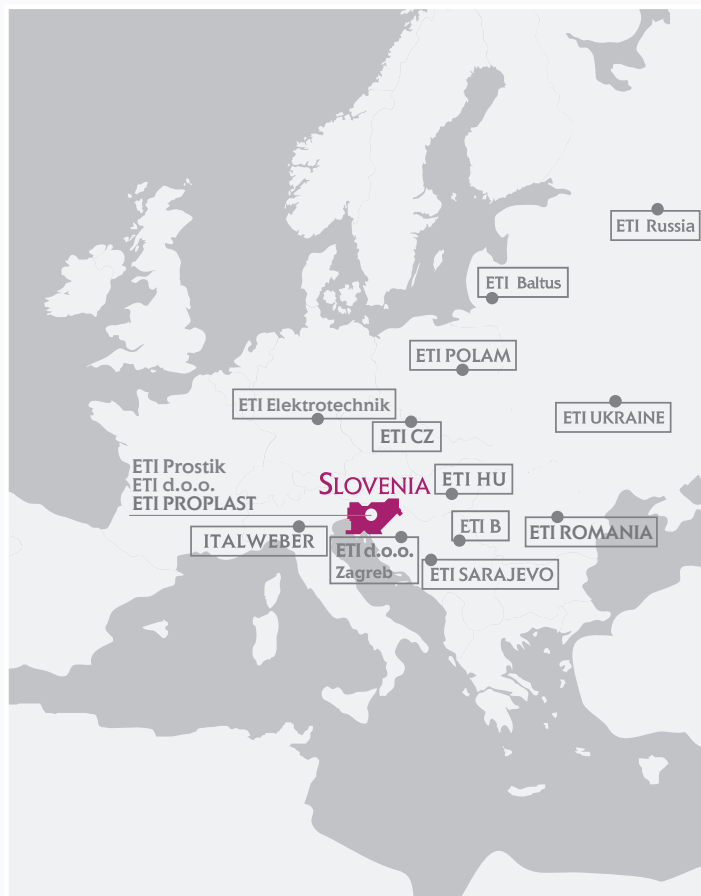 ETI Russia
ETI Baltus
ETI POLAM
ETI Elektrotechnik
ETI UKRAINE
ETI CZ
ETI Prostik
ETI d.o.o.
ETI PROPLAST
SLOVENIA
ETI HU
ETI B
ETI ROMANIA
ITALWEBER
ETI d.o.o.
Zagreb
ETI SARAJEVO